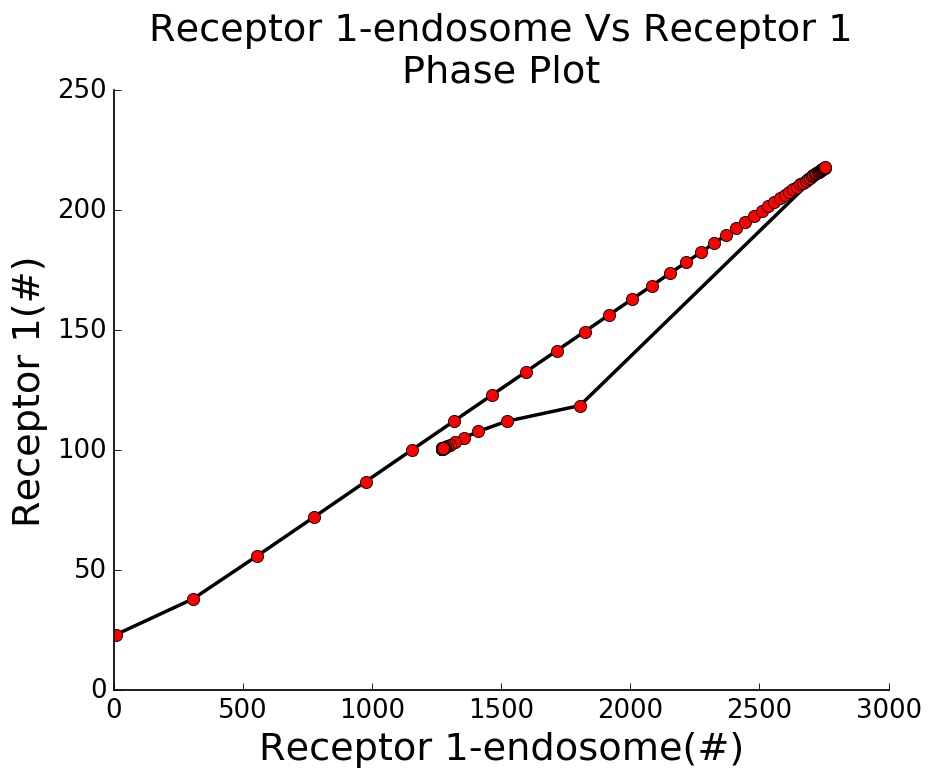 Receptor 1-endosome Vs Receptor 1
Phase Plot
250
200
150
100
50
0
Receptor 1(#)
0 500 1000 1500 2000 2500 3000
Receptor 1-endosome(#)